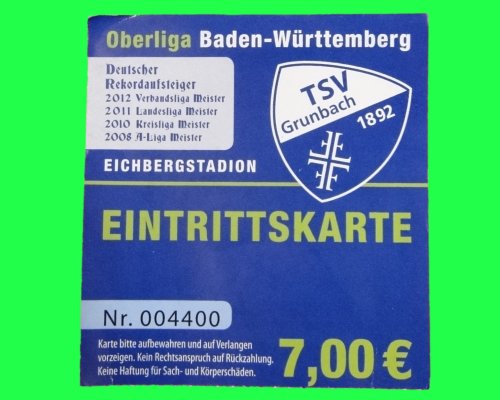 Oberliga Baden-Württemberg
Deutscher
Rekordaufsteiger
2012 Verbandsliga Meister
2011 Landesliga Meister
2010 Kreisliga Meister
2008 A-Liga Meister
TSV
Grunbach
1892
EICHBERGSTADION
EINTRITTSKARTE
Nr. 004400
Karte bitte aufbewahren und auf Verlangen
vorzeigen. Kein Rechtsanspruch auf Rückzahlung.
Keine Haftung für Sach- und Körperschäden.
7,00 €